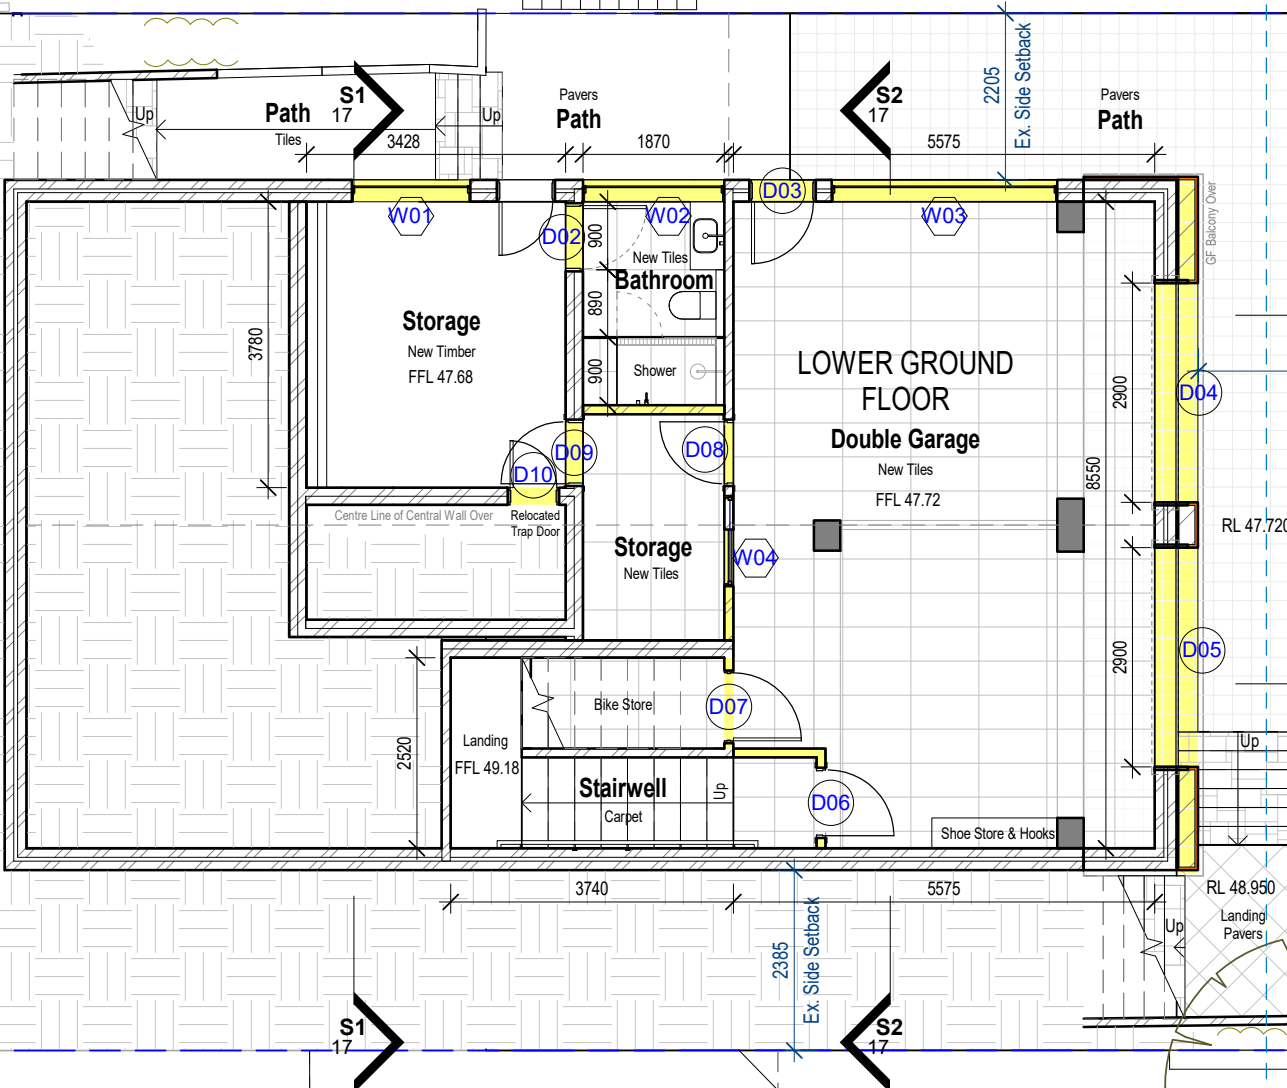 2205
Ex. Side Setback
S1
17
Up
Path
Tiles
Up
Pavers
Path
S2
17
Pavers
Path
3428
1870
5575
W01
D02
W02
D03
W03
GF Balcony Over
900
New Tiles
Bathroom
890
Storage
New Timber
FFL 47.68
3780
900
Shower
LOWER GROUND
FLOOR
Double Garage
New Tiles
FFL 47.72
2900
D04
8550
D09
D10
D08
Centre Line of Central Wall Over
Relocated
Trap Door
Storage
New Tiles
W04
RL 47.720
2900
D05
Bike Store
D07
Landing
FFL 49.18
2520
Stairwell
Carpet
Up
D06
Shoe Store & Hooks
Up
3740
5575
2385
Ex. Side Setback
RL 48.950
Landing
Pavers
Up
S1
17
S2
17